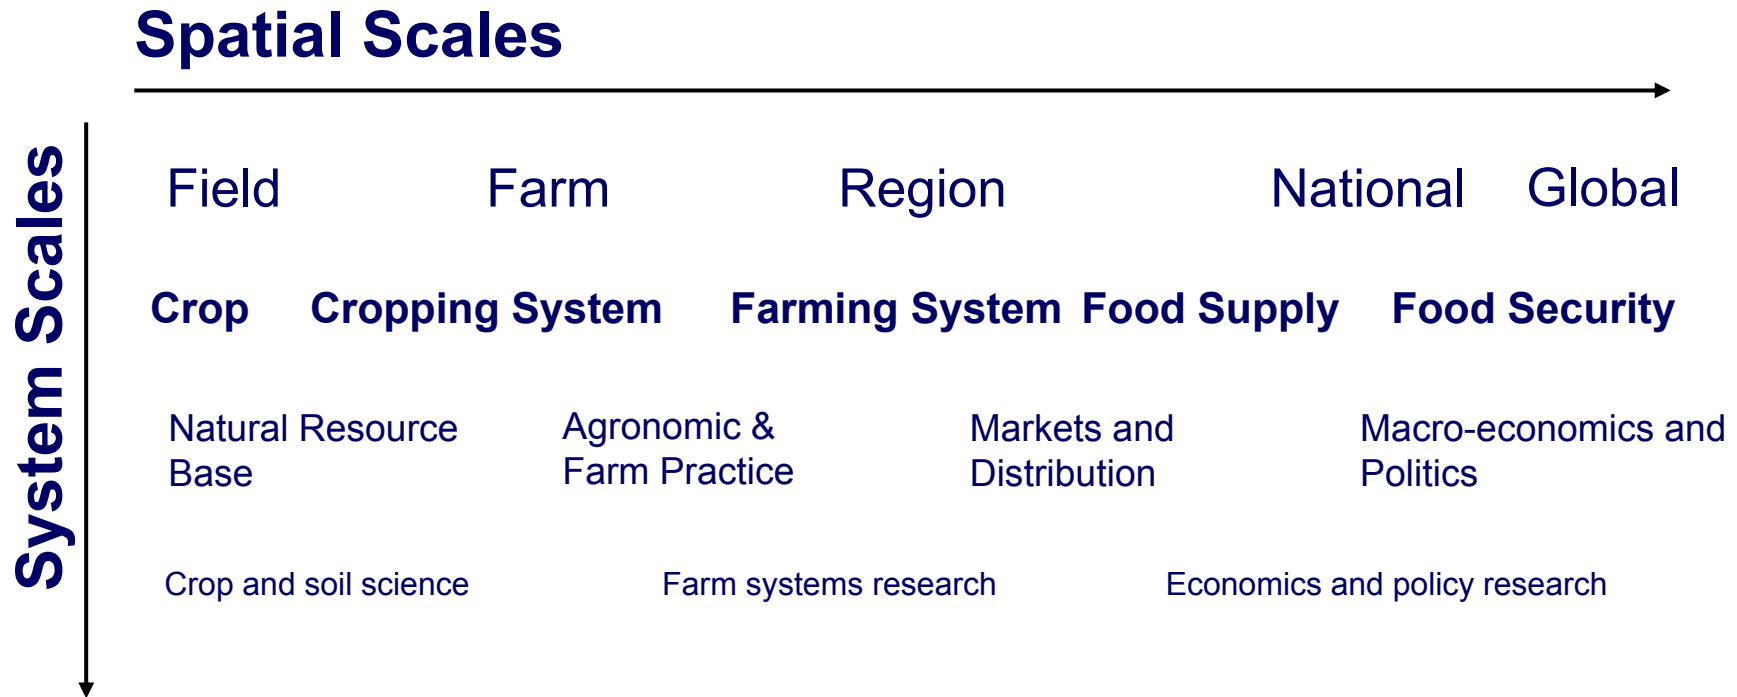 Spatial Scales
System Scales
Field Farm Region National Global
Crop Cropping System Farming System Food Supply Food Security
Natural Resource
Base
Agronomic &
Farm Practice
Markets and
Distribution
Macro-economics and
Politics
Crop and soil science Farm systems research Economics and policy research